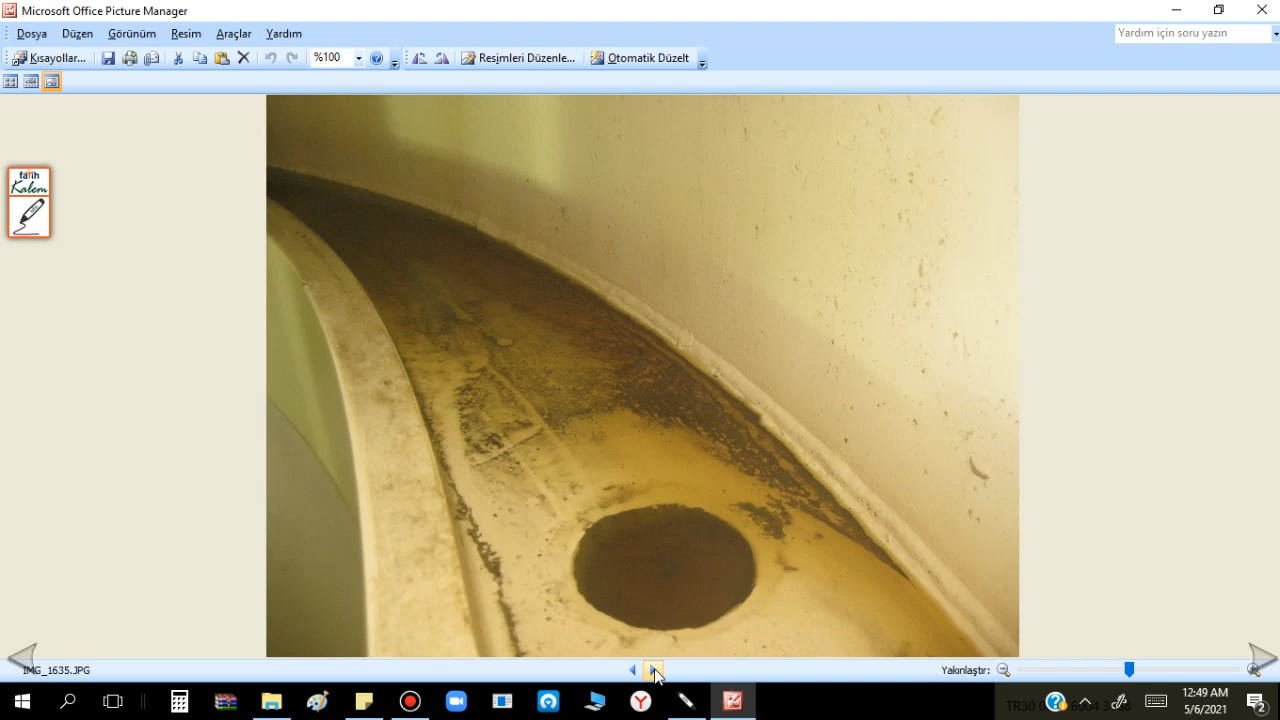 Microsoft Office Picture Manager
Dosya Düzen Görünüm Resim Araçlar Yardım
Yardım için soru yazın
Kısayollar... %100 Resimleri Düzenle... Otomatik Düzelt
fatih
Kalem
IMG_1635.JPG
Yakınlaştır:
12:49 AM
5/6/2021
2